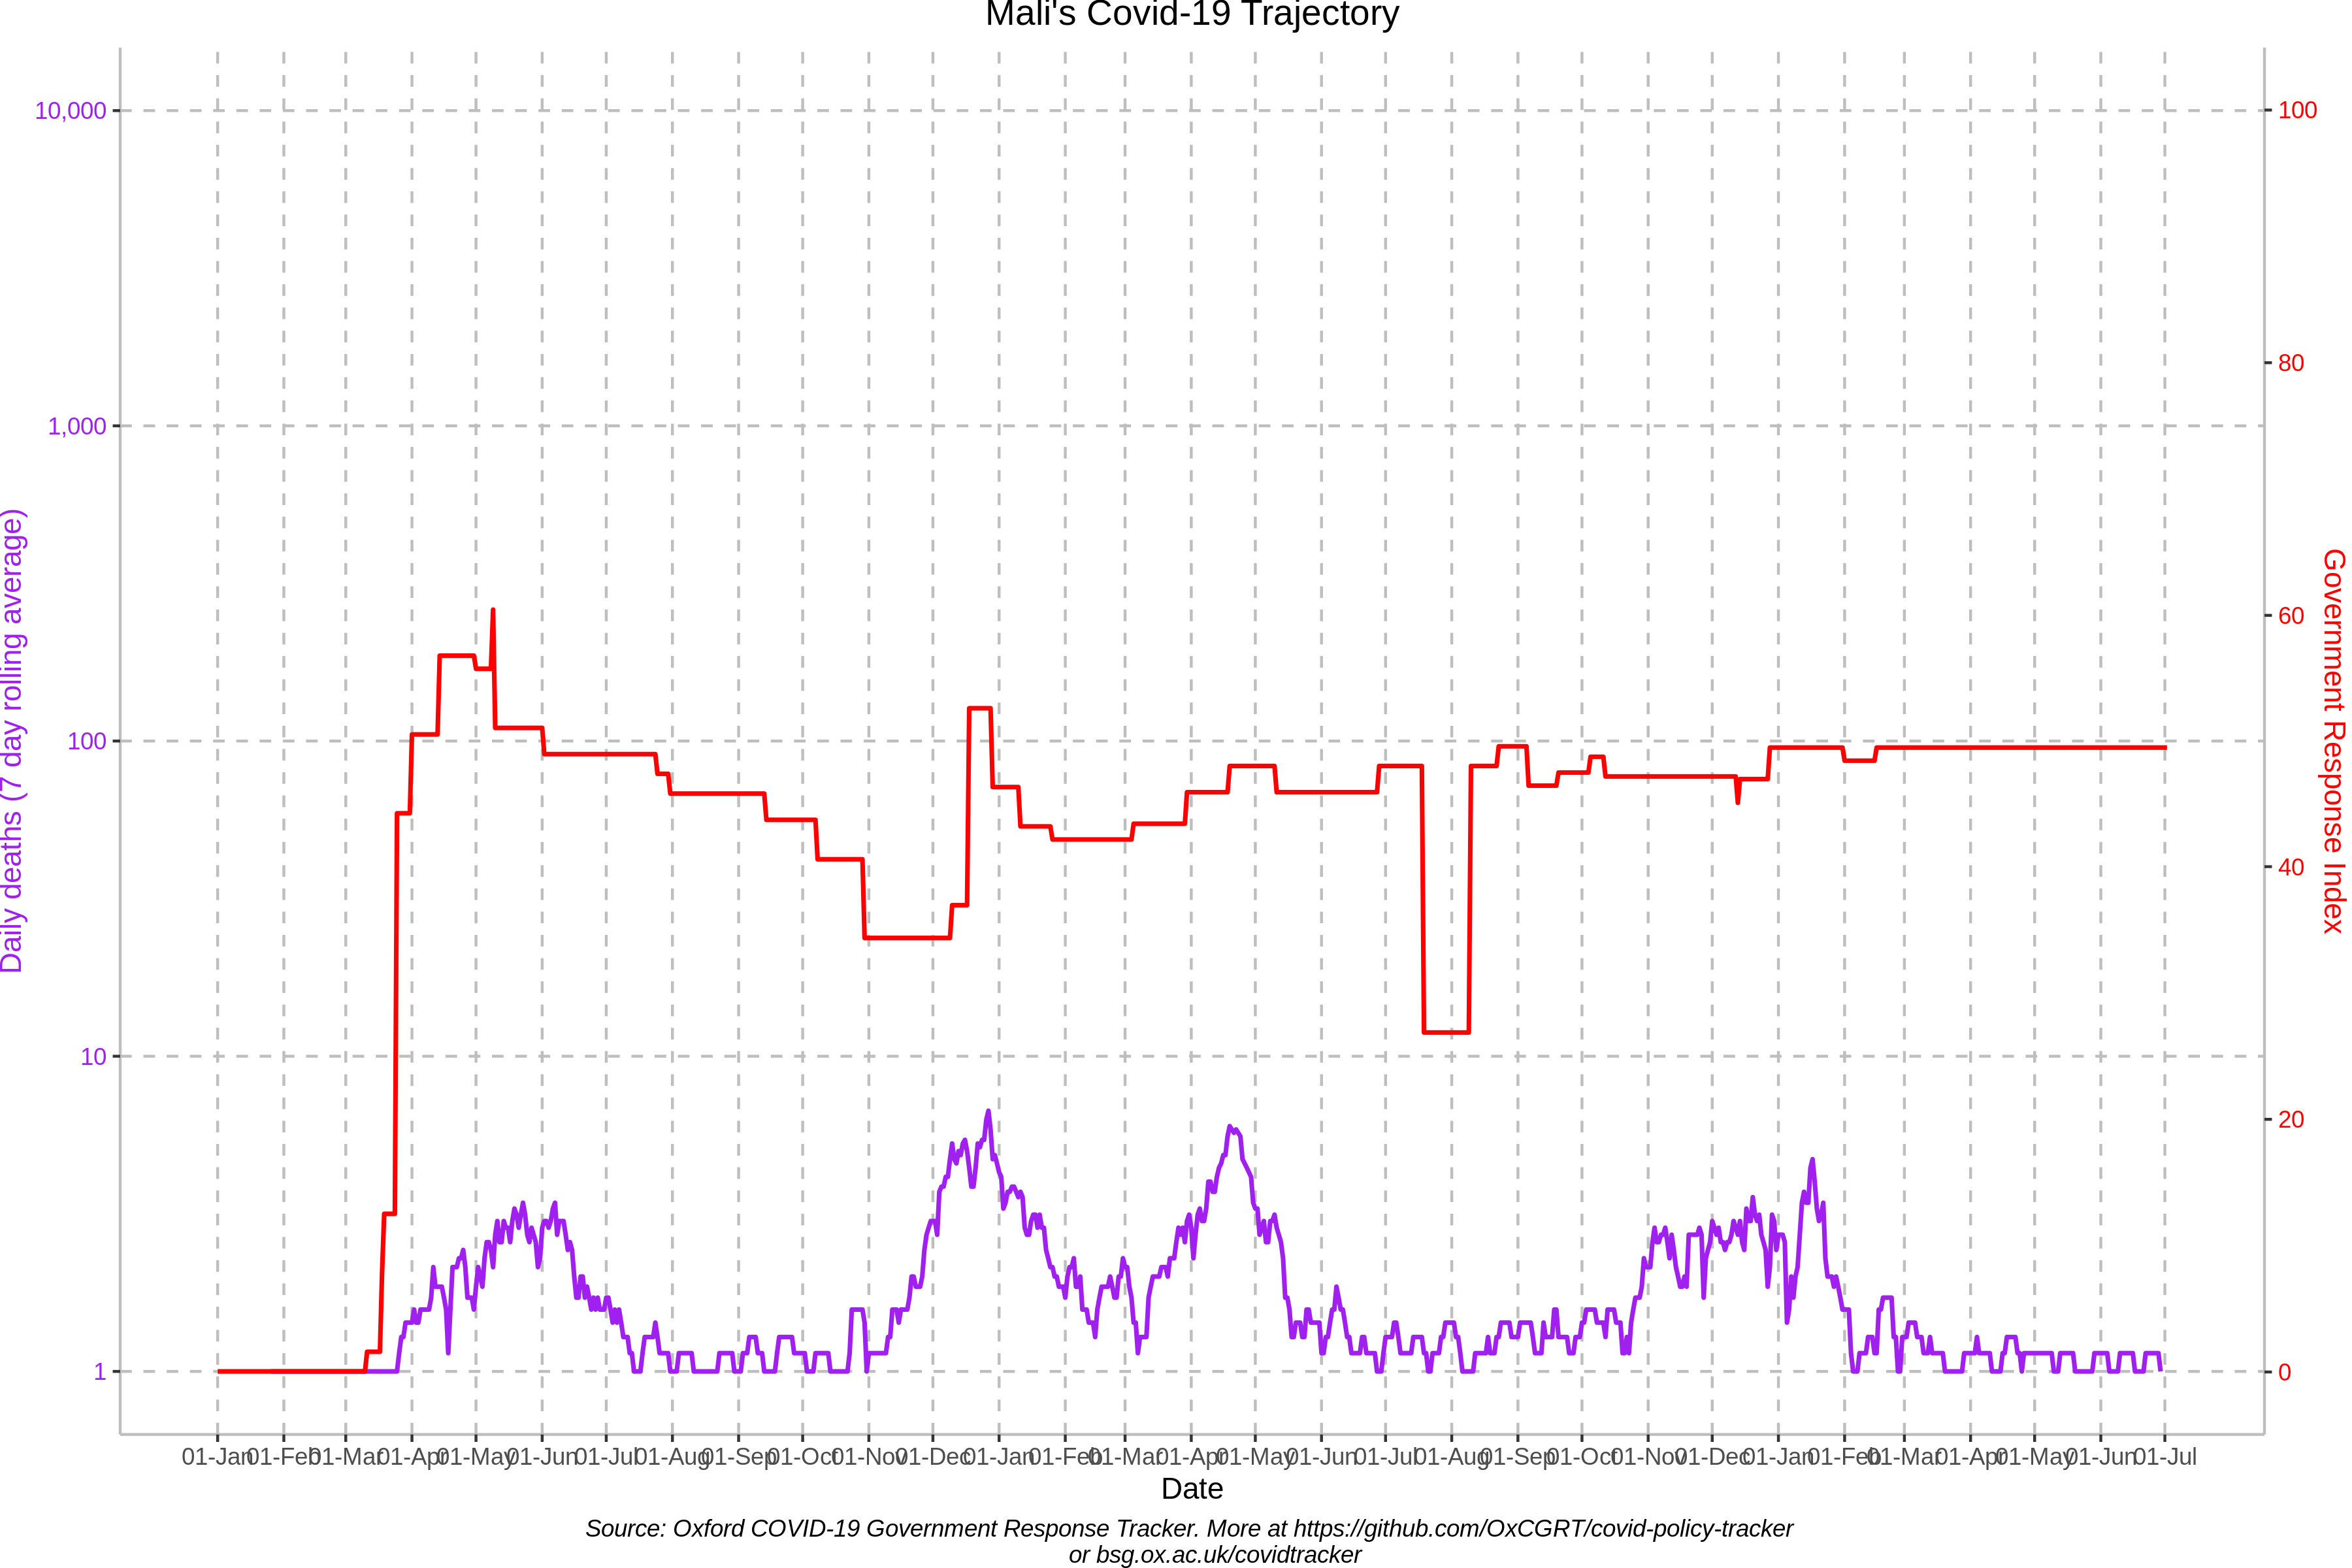 Mali's Covid-19 Trajectory
10,000
1,000
100
10
1
Daily deaths (7 day rolling average)
100
80
60
40
20
0
Government Response Index
01-Jan 01-Feb 01-Mar 01-Apr 01-May 01-Jun 01-Jul 01-Aug 01-Sep 01-Oct 01-Nov 01-Dec 01-Jan 01-Feb 01-Mar 01-Apr 01-May 01-Jun 01-Jul 01-Aug 01-Sep 01-Oct 01-Nov 01-Dec 01-Jan 01-Feb 01-Mar 01-Apr 01-May 01-Jun 01-Jul
Date
Source: Oxford COVID-19 Government Response Tracker. More at https://github.com/OxCGRT/covid-policy-tracker
or bsg.ox.ac.uk/covidtracker